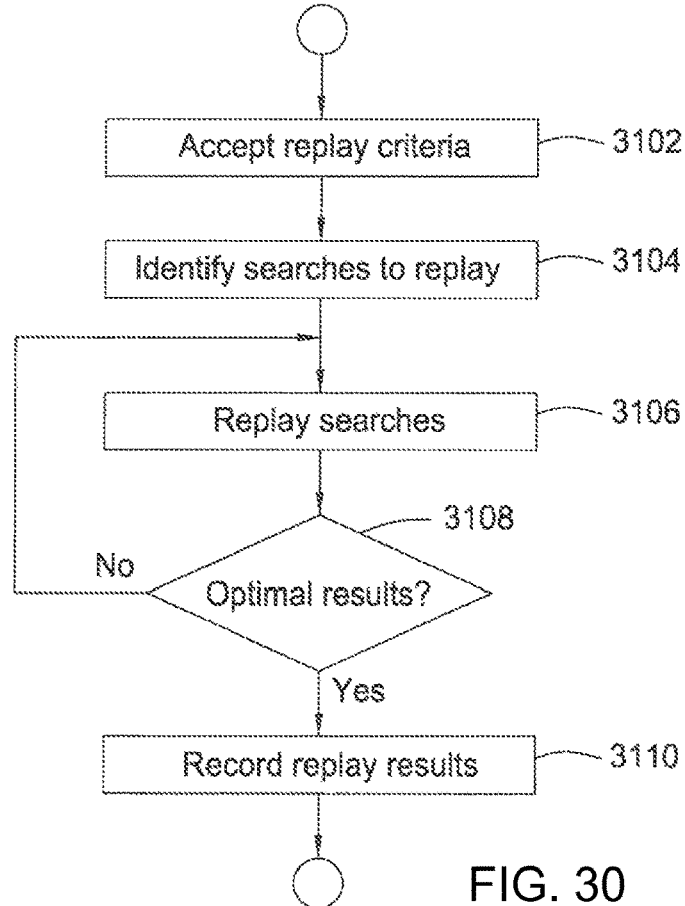 Accept replay criteria
3102
Identify searches to replay
3104
Replay searches
3106
3108
No
Optimal results?
Yes
Record replay results
3110
FIG. 30